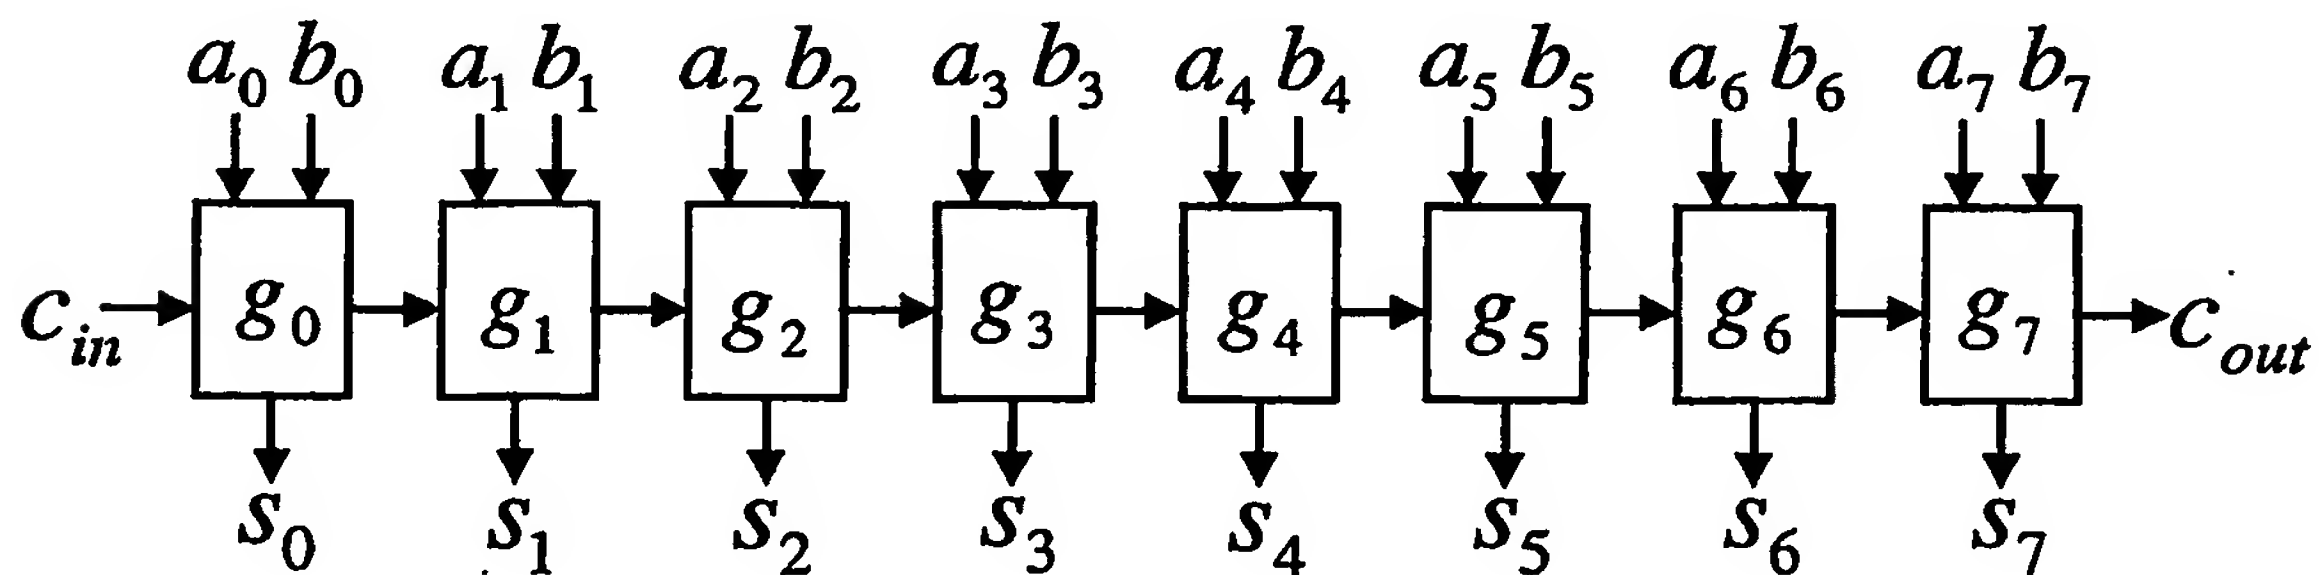 a0 b0 a1 b1 a2 b2 a3 b3 a4 b4 a5 b5 a6 b6 a7 b7
cin g0 g1 g2 g3 g4 g5 g6 g7 cout
s0 s1 s2 s3 s4 s5 s6 s7